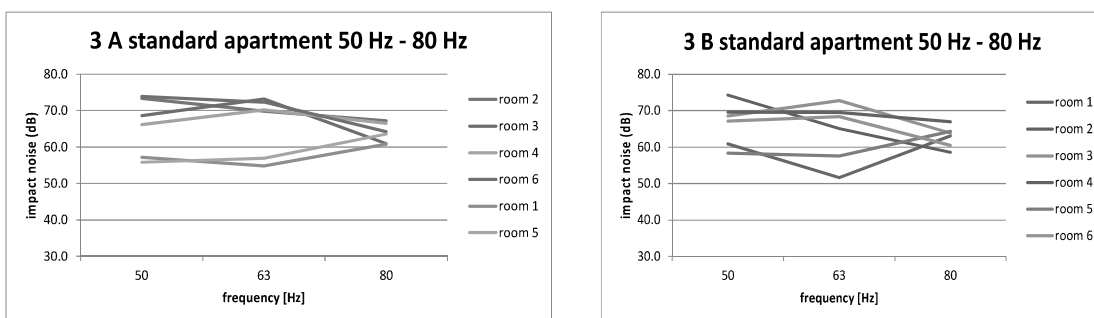 3 A standard apartment 50 Hz - 80 Hz
80.0
70.0
60.0
50.0
40.0
30.0
impact noise (dB)
50 63 80
frequency [Hz]
room 2
room 3
room 4
room 6
room 1
room 5
3 B standard apartment 50 Hz - 80 Hz
80.0
70.0
60.0
50.0
40.0
30.0
impact noise (dB)
50 63 80
frequency [Hz]
room 1
room 2
room 3
room 4
room 5
room 6